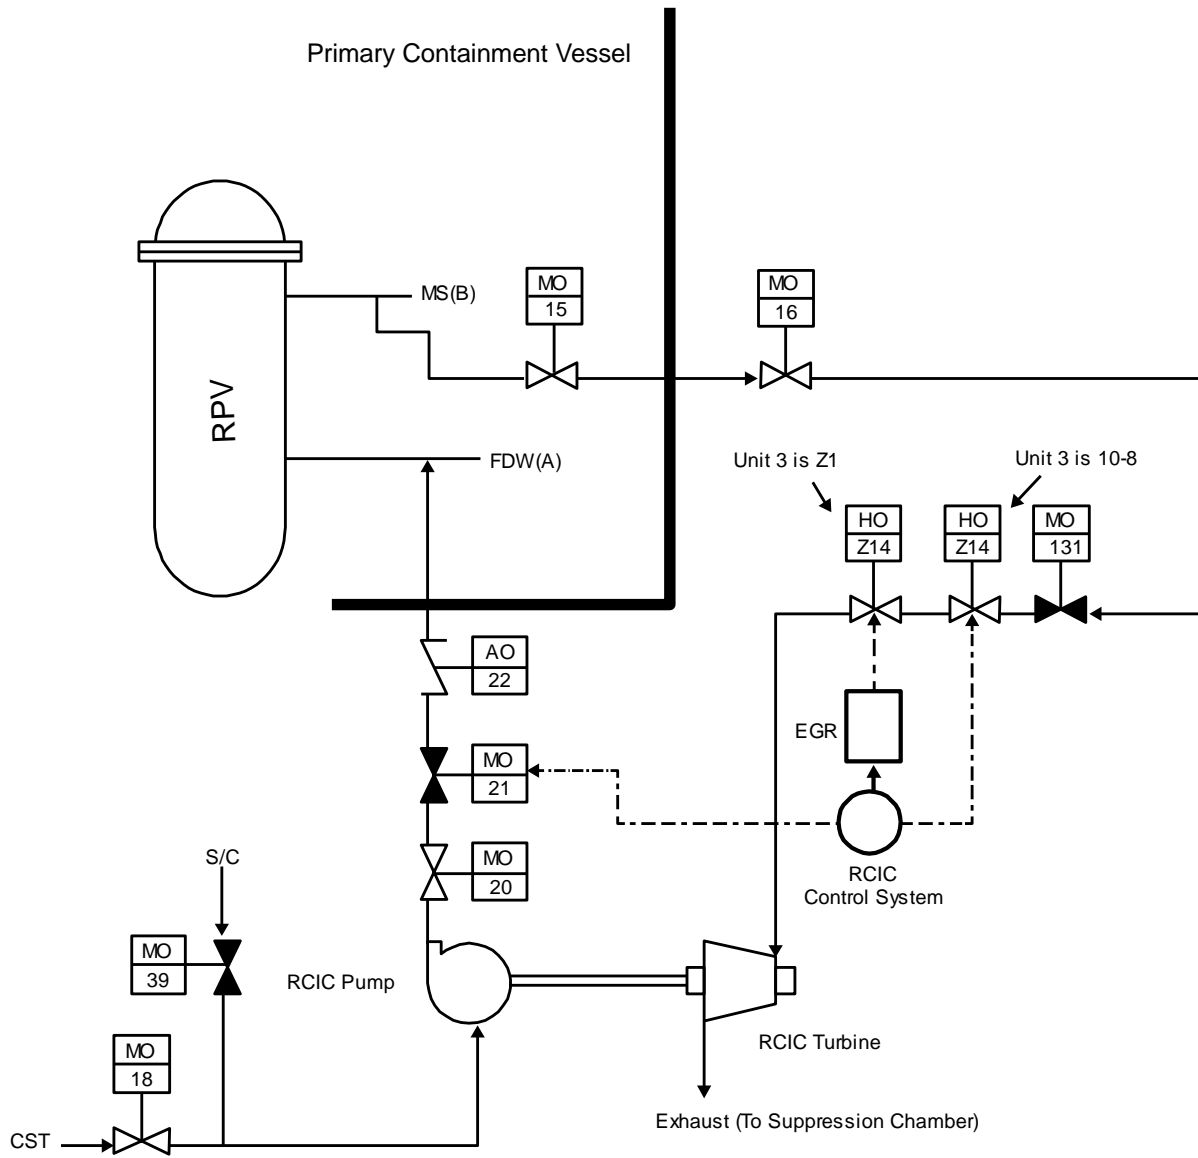 Primary Containment Vessel
MO
15
MO
16
MS(B)
RPV
FDW(A)
Unit 3 is Z1
Unit 3 is 10-8
HO
Z14
HO
Z14
MO
131
AO
22
EGR
MO
21
S/C
MO
20
RCIC
Control System
MO
39
RCIC Pump
RCIC Turbine
MO
18
Exhaust (To Suppression Chamber)
CST